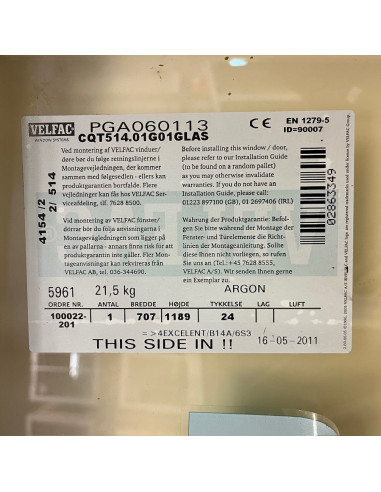 VELFAC
WINDOW SYSTEMS
PGA060113
CQT514.01G01GLAS
CE
EN 1279-5
ID=90007
Ved montering af VELFAC vinduer/
døre bør du følge retningslinjerne i
Montagevejledningen, der kommer
sammen med følgesedlen - ellers kan
produktgarantien bortfalde. Flere
vejledninger kan fås hos VELFAC Ser-
viceafdeling, tlf. 7628 8500.
Vid montering av VELFAC fönster/
dörrar bör du følja anvisningarna i
Montagevägledningen som ligger på
en av pallarna - annars finns risk för att
produktgarantin inte gäller. Fler Mon-
tageanvisningar kan rekvireras från
VELFAC AB, tel. 036-344690.
Before installing this window / door,
please refer to our Installation Guide
(to be found on a random pallet)
as you may otherwise invalidate
warranty. If you do not have an
Installation Guide, please call:
01223 897100 (GB), 01 2697406 (IRL)
Wahrung der Produktgarantie: Befol-
gen Sie bitte während der Montage der
Fenster- und Türelemente die Richt-
linien der Montageanleitung. Sollte
diese Ihnen nicht vorliegen, so rufen
Sie uns bitte an (Tel.: +45 7628 8555,
VELFAC A/S). Wir senden Ihnen gerne
ein Exemplar zu.
4154/2
2/ 514
02863349
5961 21,5 kg ARGON
ORDRE NR. ANTAL BREDDE HØJDE TYKKELSE LAG LUFT
100022-
201
1 707 1189 24
=>4EXCELENT/B14A/6S3
THIS SIDE IN !! 16-05-2011